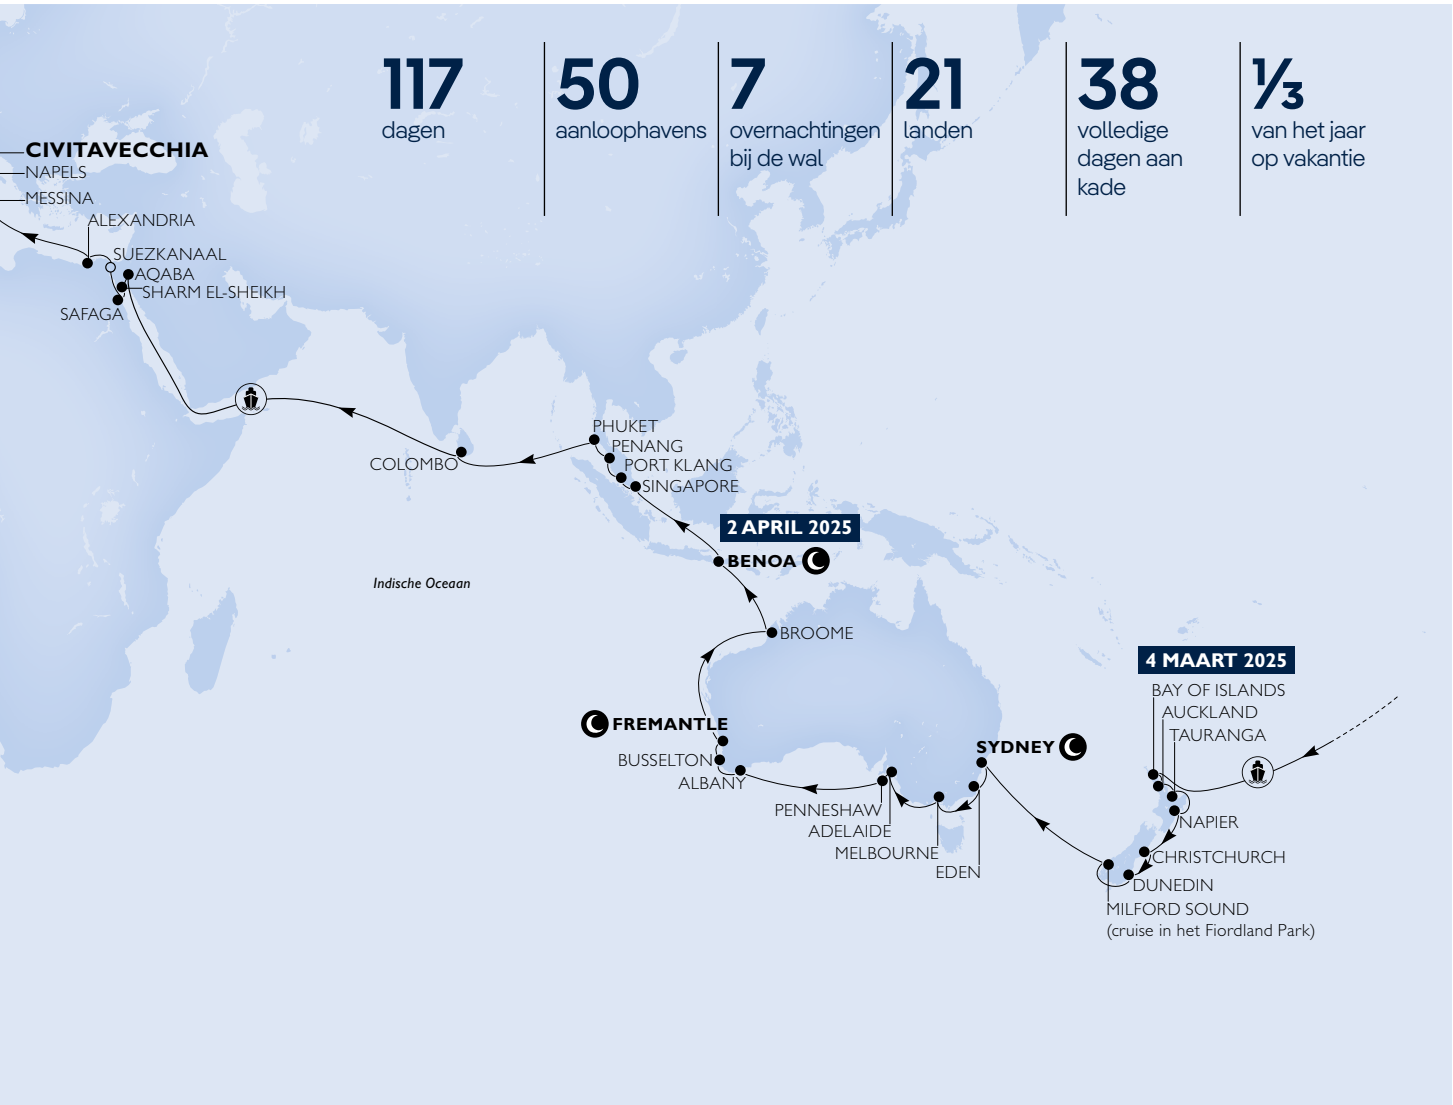 117
dagen
50
aanloophavens
7
overnachtingen
bij de wal
21
landen
38
volledige
dagen aan
kade
⅓
van het jaar
op vakantie
CIVITAVECCHIA
NAPELS
MESSINA
ALEXANDRIA
SUEZKANAAL
AQABA
SHARM EL-SHEIKH
SAFAGA
PHUKET
PENANG
COLOMBO
PORT KLANG
SINGAPORE
2 APRIL 2025
BENOA
Indische Oceaan
BROOME
4 MAART 2025
BAY OF ISLANDS
AUCKLAND
TAURANGA
FREMANTLE
SYDNEY
BUSSELTON
ALBANY
PENNESHAW
ADELAIDE
MELBOURNE
EDEN
NAPIER
CHRISTCHURCH
DUNEDIN
MILFORD SOUND
(cruise in het Fiordland Park)